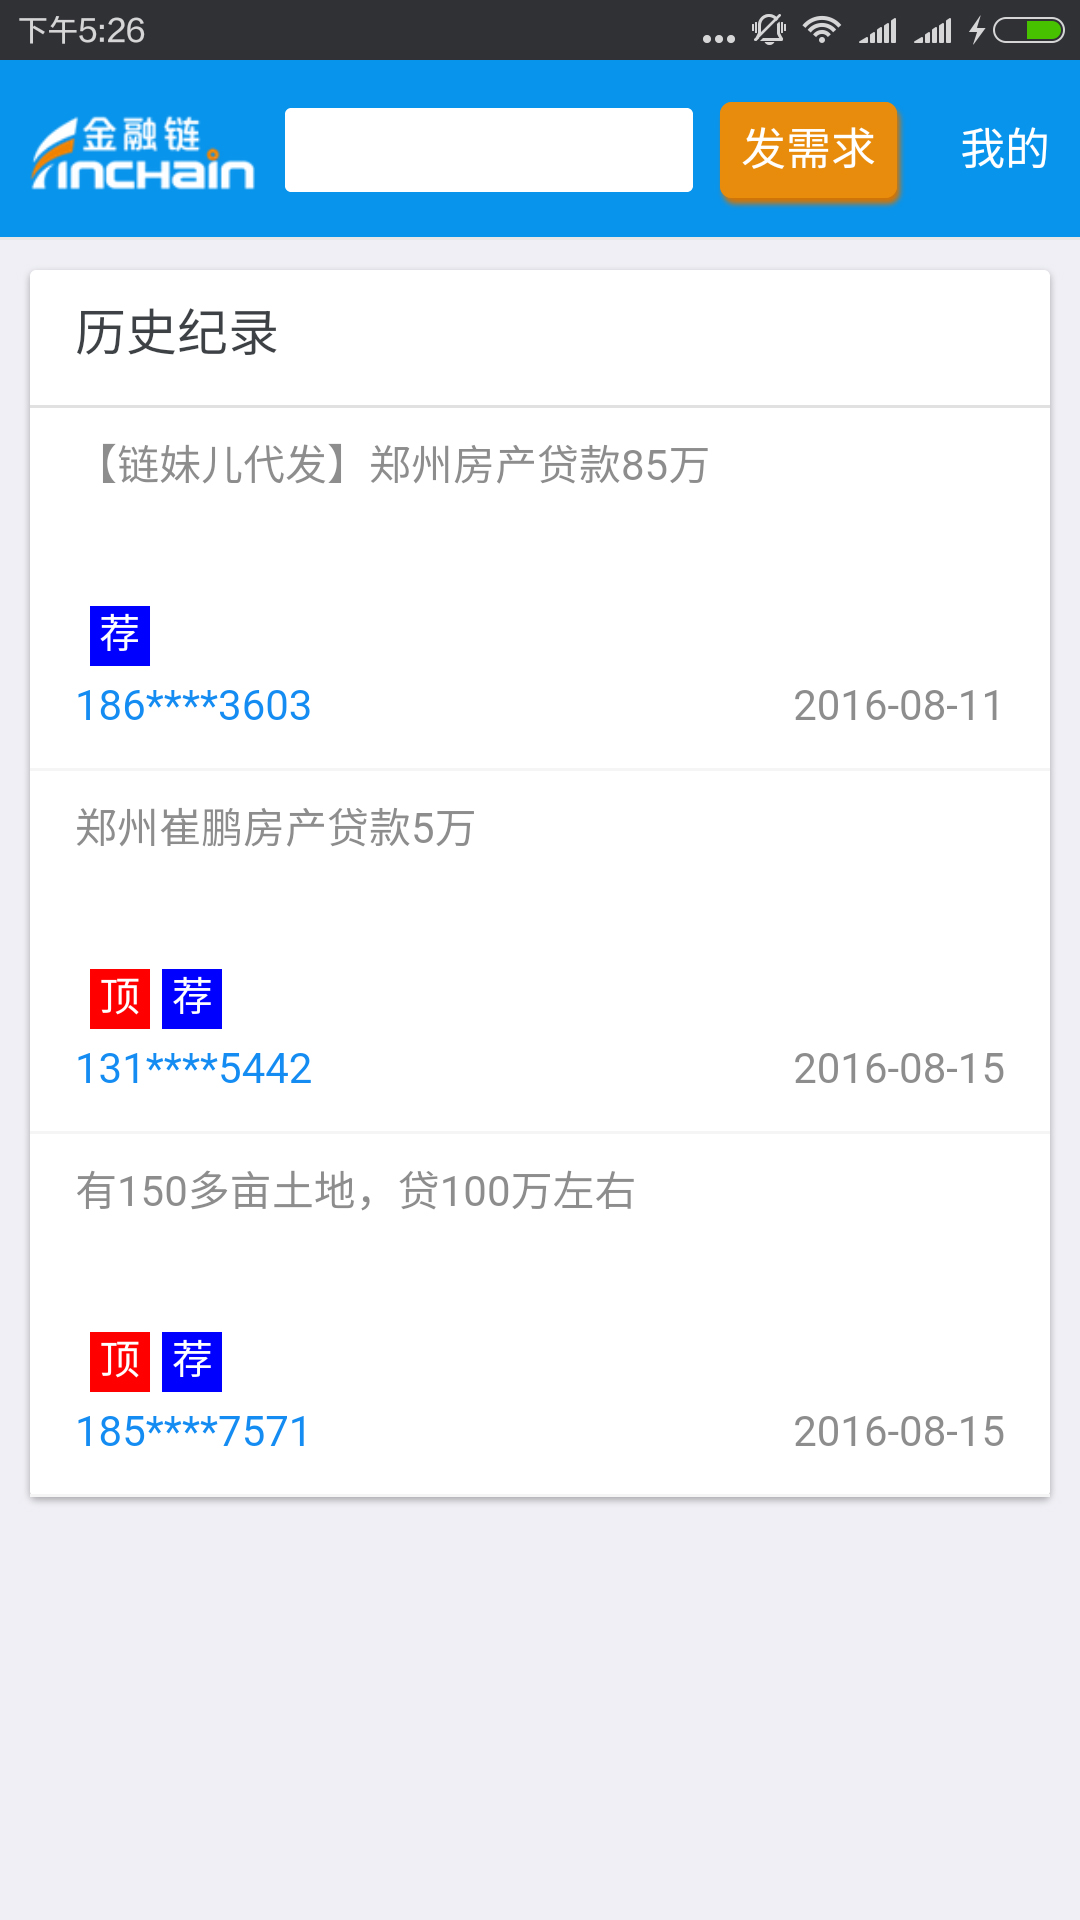 下午5:26
金融链
Finchain
发需求
我的
历史纪录
【链妹儿代发】郑州房产贷款85万
荐
186****3603
2016-08-11
郑州崔鹏房产贷款5万
顶 荐
131****5442
2016-08-15
有150多亩土地，贷100万左右
顶 荐
185****7571
2016-08-15